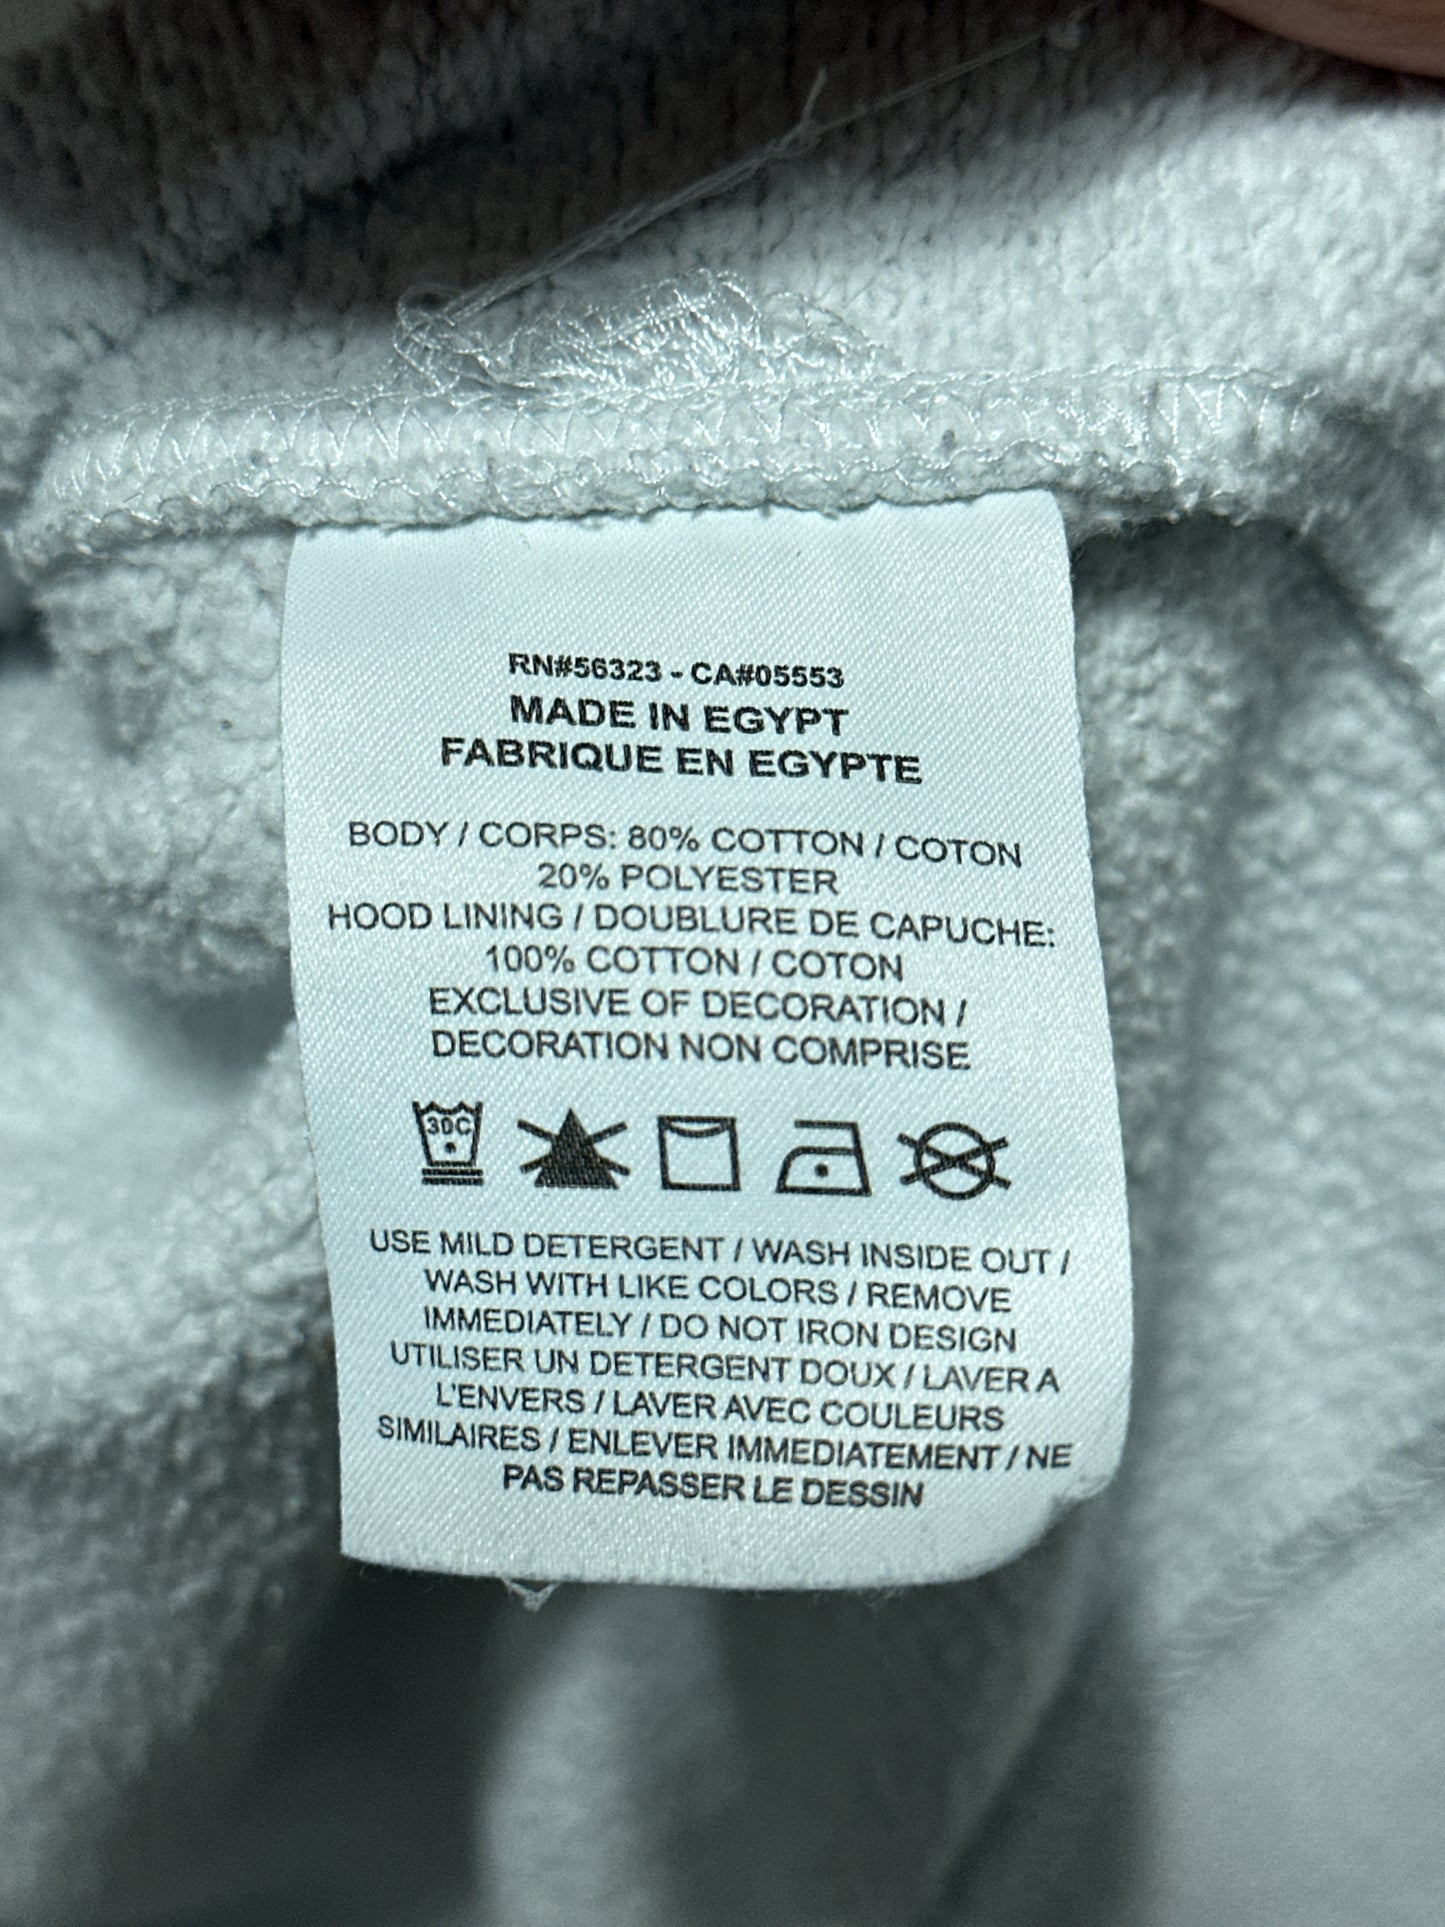 RN#56323 - CA#05553
MADE IN EGYPT
FABRIQUE EN EGYPTE
BODY / CORPS: 80% COTTON / COTON
20% POLYESTER
HOOD LINING / DOUBLURE DE CAPUCHE:
100% COTTON / COTON
EXCLUSIVE OF DECORATION /
DECORATION NON COMPRISE
30C
USE MILD DETERGENT / WASH INSIDE OUT /
WASH WITH LIKE COLORS / REMOVE
IMMEDIATELY / DO NOT IRON DESIGN
UTILISER UN DETERGENT DOUX / LAVER A
L'ENVERS / LAVER AVEC COULEURS
SIMILAIRES / ENLEVER IMMEDIATEMENT / NE
PAS REPASSER LE DESSIN